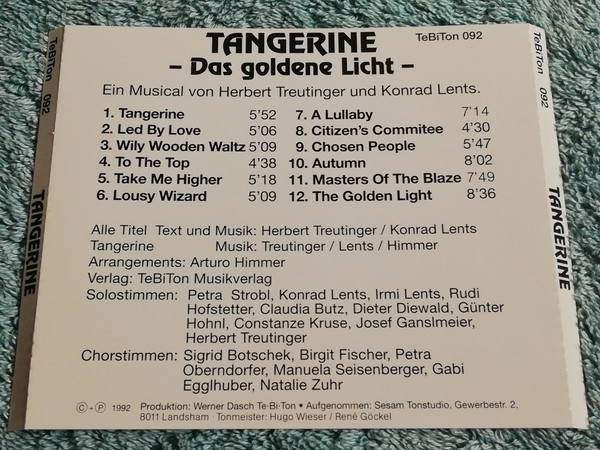 TANGERINE
TeBiTon 092
– Das goldene Licht –
Ein Musical von Herbert Treutinger und Konrad Lents.
1. Tangerine 5'52
2. Led By Love 5'06
3. Wily Wooden Waltz 5'09
4. To The Top 4'38
5. Take Me Higher 5'18
6. Lousy Wizard 5'09
7. A Lullaby 7'14
8. Citizen's Commitee 4'30
9. Chosen People 5'47
10. Autumn 8'02
11. Masters Of The Blaze 7'49
12. The Golden Light 8'36
Alle Titel Text und Musik: Herbert Treutinger / Konrad Lents
Tangerine Musik: Treutinger / Lents / Himmer
Arrangements: Arturo Himmer
Verlag: TeBiTon Musikverlag
Solostimmen: Petra Strobl, Konrad Lents, Irmi Lents, Rudi
Hofstetter, Claudia Butz, Dieter Diewald, Günter
Hohnl, Constanze Kruse, Josef Ganslmeier,
Herbert Treutinger
Chorstimmen: Sigrid Botschek, Birgit Fischer, Petra
Oberndorfer, Manuela Seisenberger, Gabi
Egglhuber, Natalie Zuhr
© + ℗ 1992 Produktion: Werner Dasch Te·Bi·Ton • Aufgenommen: Sesam Tonstudio, Gewerbestr. 2,
8011 Landsham · Tonmeister: Hugo Wieser / René Göckel
TeBiTon 092
TANGERINE
TeBiTon 092
TANGERINE